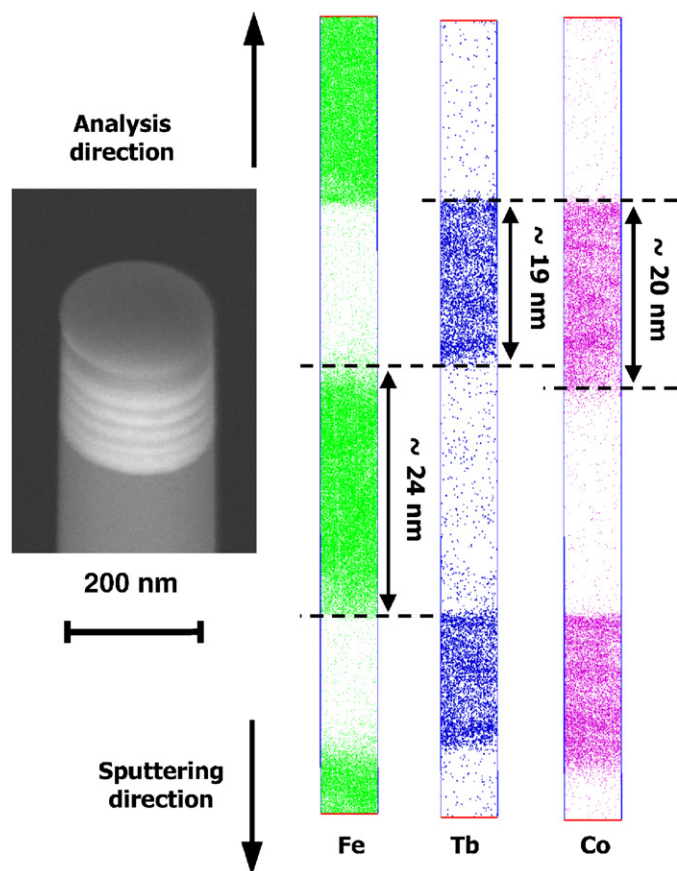 Analysis
direction
200 nm
Sputtering
direction
~ 19 nm
~ 20 nm
~ 24 nm
Fe
Tb
Co